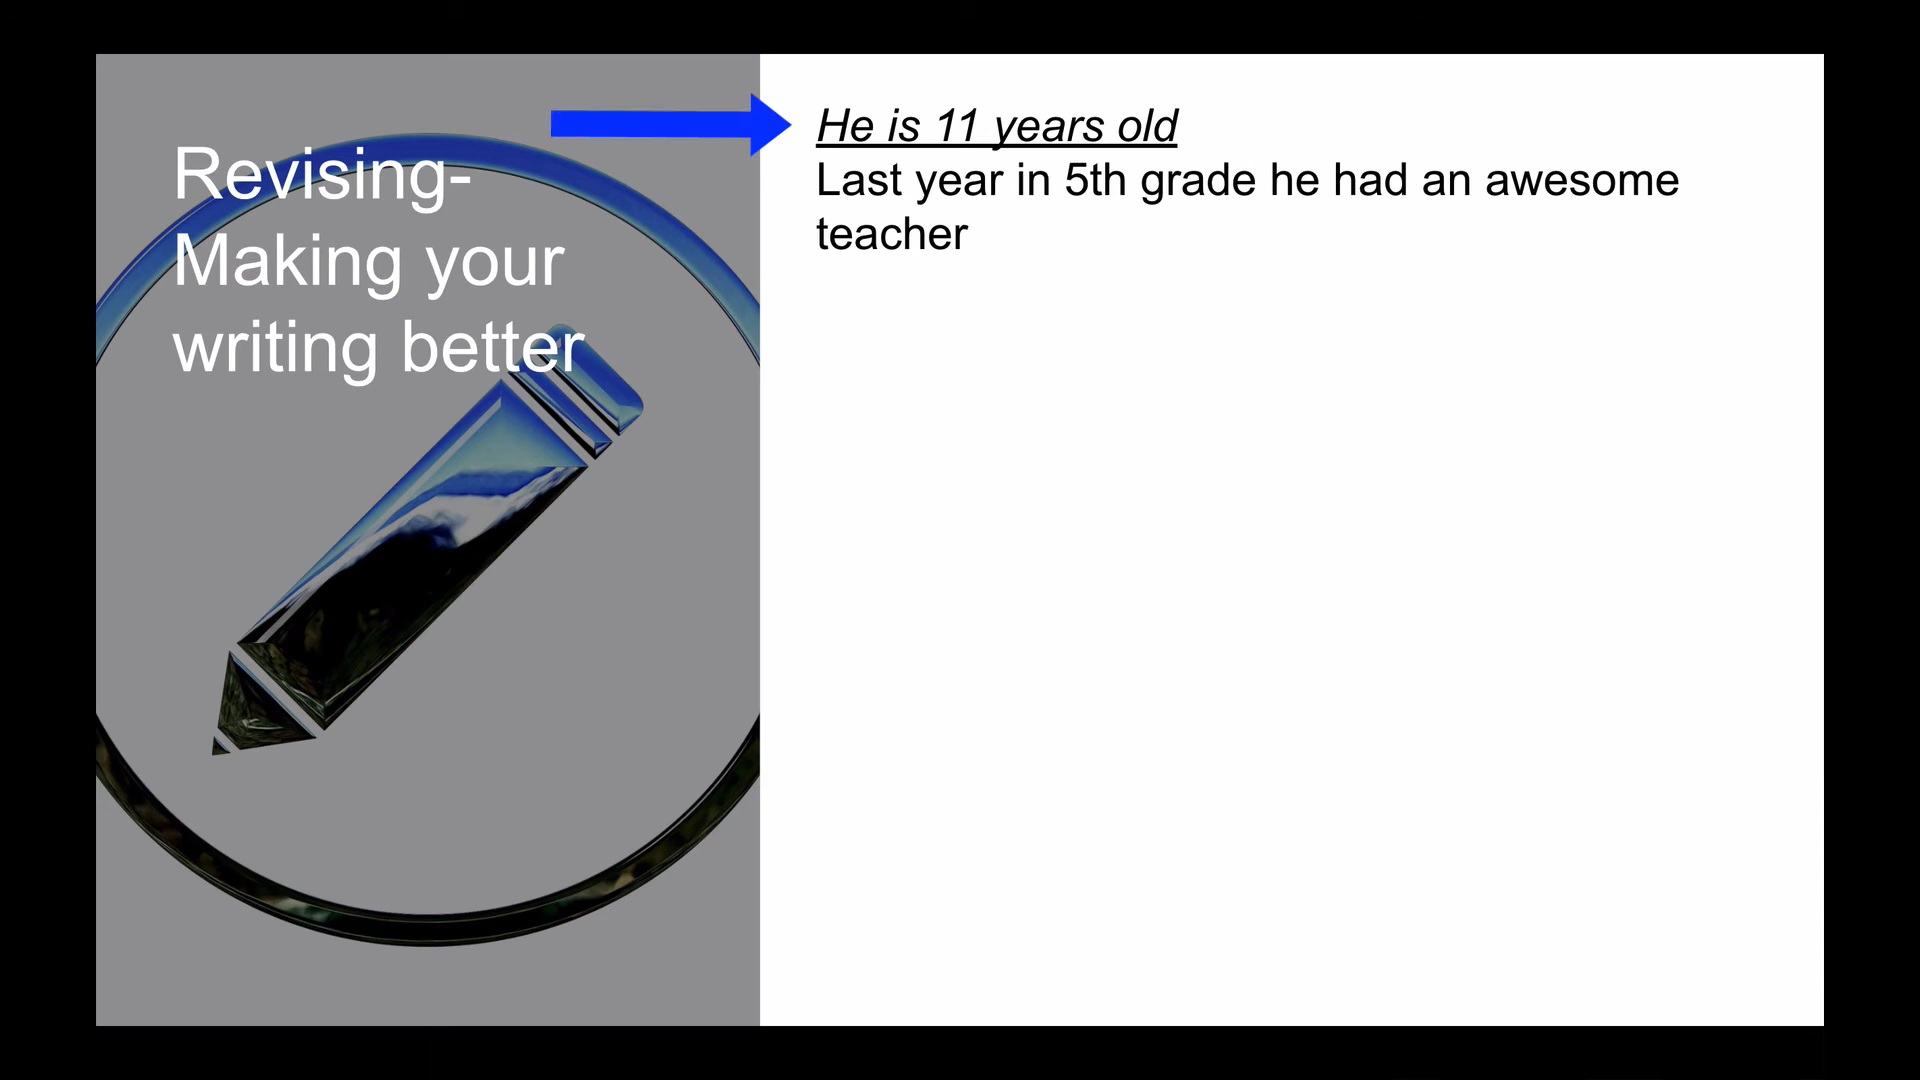 Revising-
Making your
writing better
He is 11 years old
Last year in 5th grade he had an awesome
teacher